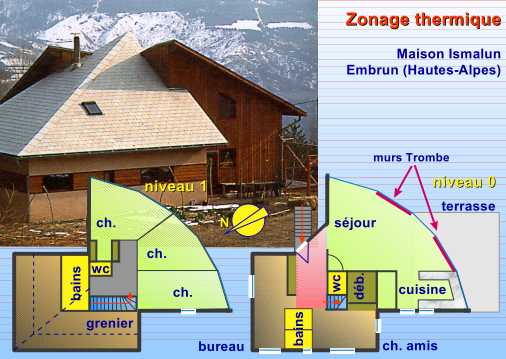 Zonage thermique
Maison Ismalun
Embrun (Hautes-Alpes)
murs Trombe
niveau 1
niveau 0
terrasse
N
ch.
séjour
ch.
wc
bains
ch.
wc
déb.
cuisine
grenier
bains
bureau
ch. amis